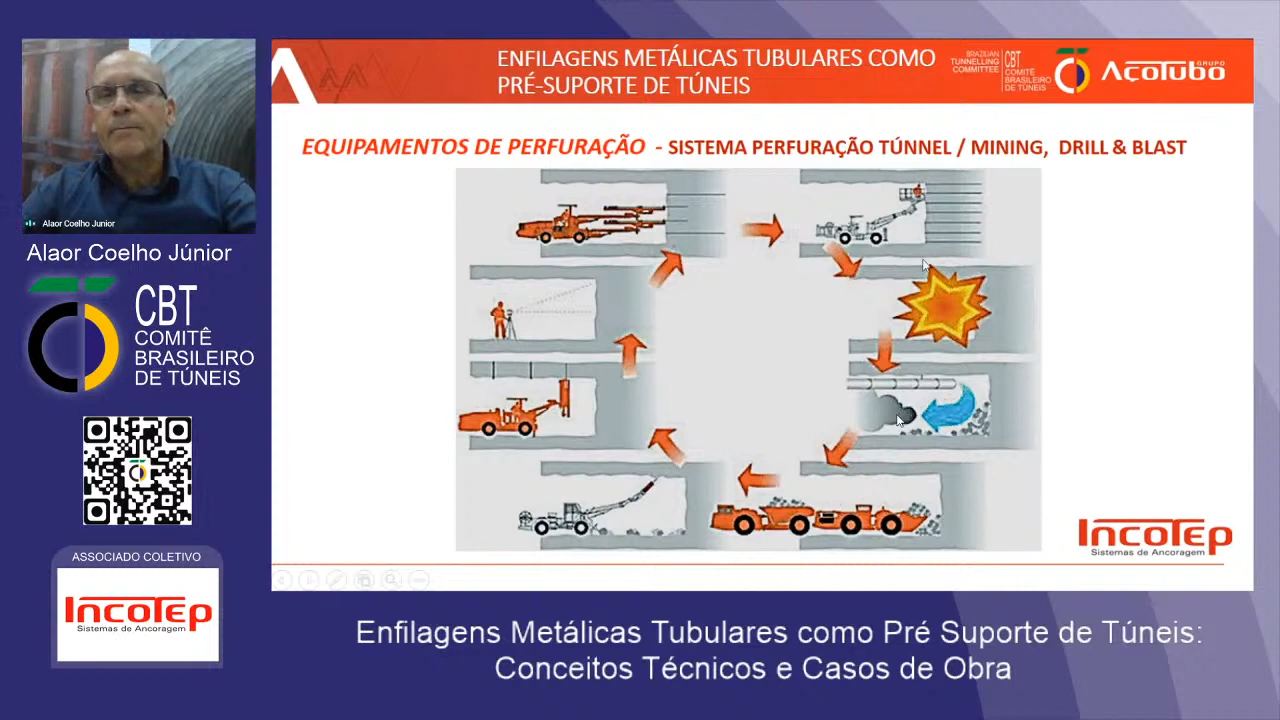 ENFILAGENS METÁLICAS TUBULARES COMO
PRÉ-SUPORTE DE TÚNEIS
BRAZILIAN
TUNNELLING
COMMITTEE
CBT
COMITÊ
BRASILEIRO
DE TÚNEIS
GRUPO
AÇOTUBO
EQUIPAMENTOS DE PERFURAÇÃO - SISTEMA PERFURAÇÃO TÚNNEL / MINING, DRILL & BLAST
Alaor Coelho Junior
Alaor Coelho Júnior
CBT
COMITÊ
BRASILEIRO
DE TÚNEIS
ASSOCIADO COLETIVO
INCOTEP
Sistemas de Ancoragem
INCOTEP
Sistemas de Ancoragem
Enfilagens Metálicas Tubulares como Pré Suporte de Túneis:
Conceitos Técnicos e Casos de Obra